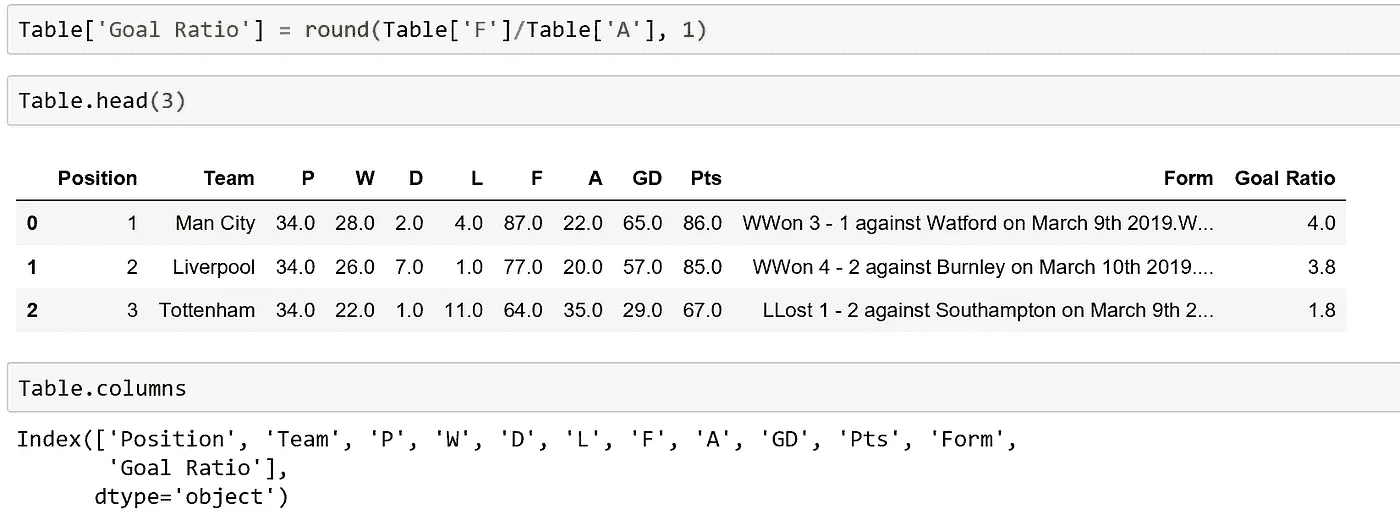 Table['Goal Ratio'] = round(Table['F']/Table['A'], 1)
Table.head(3)
Position Team P W D L F A GD Pts Form Goal Ratio
0 1 Man City 34.0 28.0 2.0 4.0 87.0 22.0 65.0 86.0 WWon 3 - 1 against Watford on March 9th 2019.W... 4.0
1 2 Liverpool 34.0 26.0 7.0 1.0 77.0 20.0 57.0 85.0 WWon 4 - 2 against Burnley on March 10th 2019.... 3.8
2 3 Tottenham 34.0 22.0 1.0 11.0 64.0 35.0 29.0 67.0 LLost 1 - 2 against Southampton on March 9th 2... 1.8
Table.columns
Index(['Position', 'Team', 'P', 'W', 'D', 'L', 'F', 'A', 'GD', 'Pts', 'Form',
'Goal Ratio'],
dtype='object')